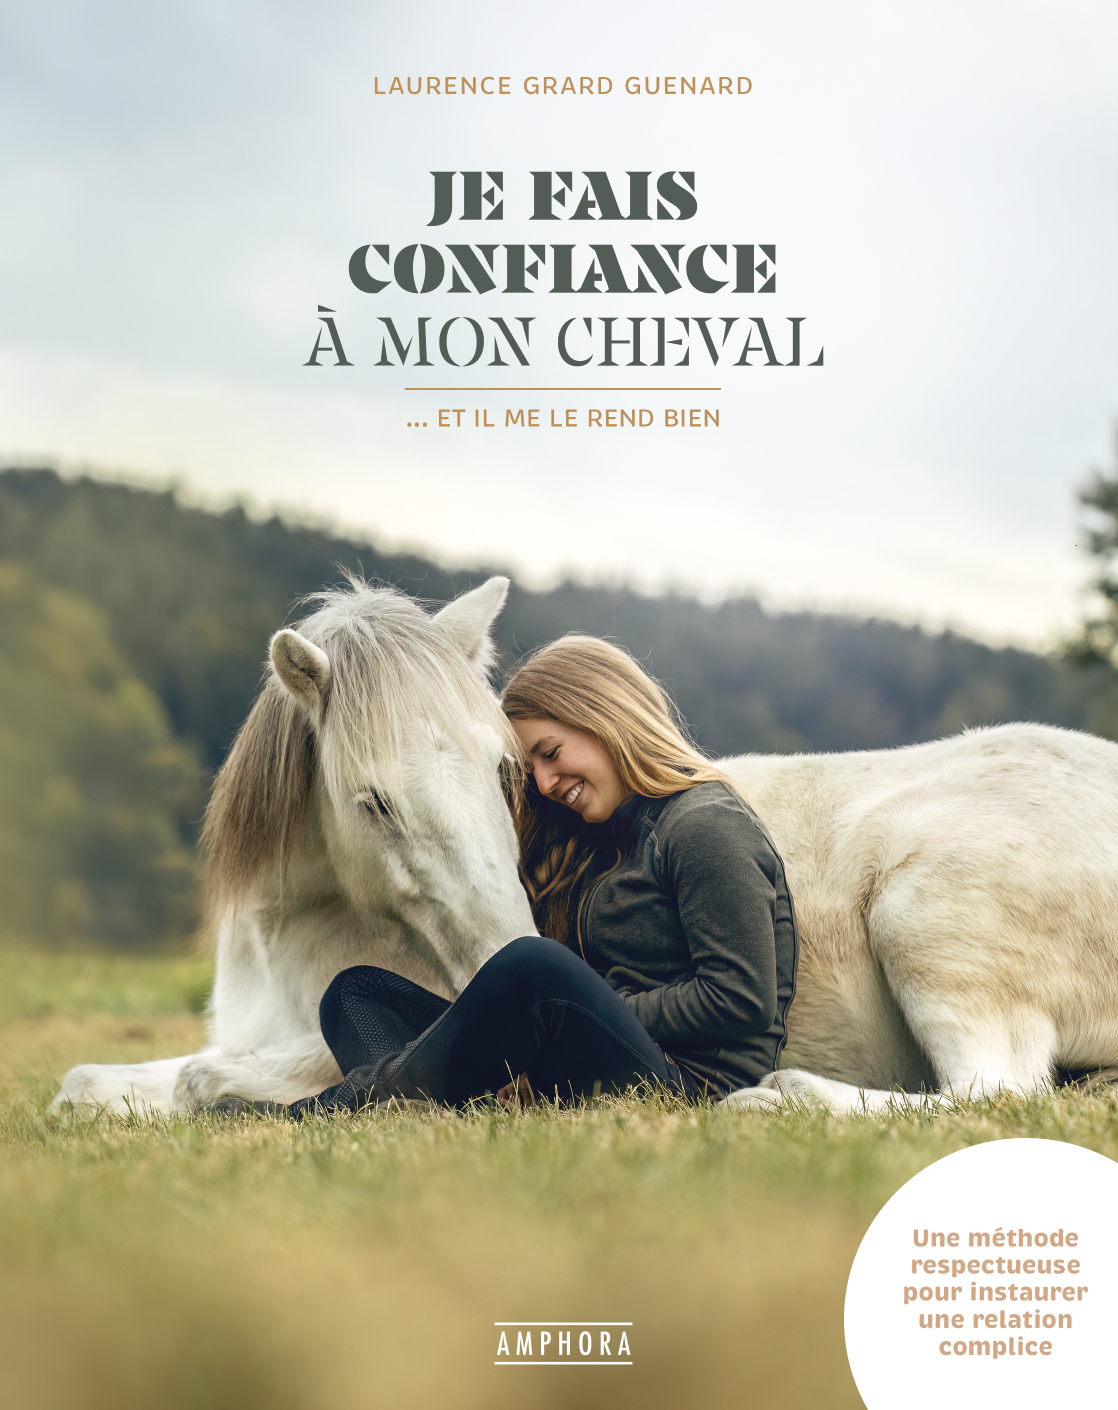 LAURENCE GRARD GUENARD
JE FAIS
CONFIANCE
À MON CHEVAL
... ET IL ME LE REND BIEN
Une méthode
respectueuse
pour instaurer
une relation
complice
AMPHORA